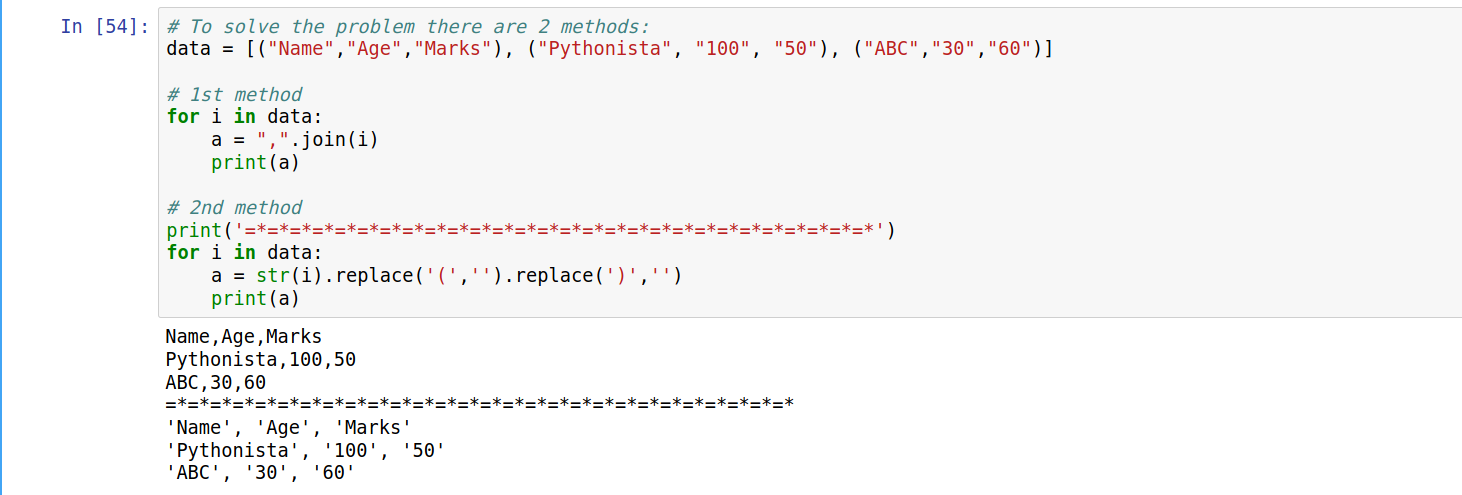 In [54]: # To solve the problem there are 2 methods:
data = [("Name","Age","Marks"), ("Pythonista", "100", "50"), ("ABC","30","60")]
# 1st method
for i in data:
    a = ",".join(i)
    print(a)
# 2nd method
print('=*=*=*=*=*=*=*=*=*=*=*=*=*=*=*=*=*=*=*=*=*=*=*=*=*=*=*=*')
for i in data:
    a = str(i).replace('(','').replace(')','')
    print(a)
Name,Age,Marks
Pythonista,100,50
ABC,30,60
=*=*=*=*=*=*=*=*=*=*=*=*=*=*=*=*=*=*=*=*=*=*=*=*=*=*=*=*
'Name', 'Age', 'Marks'
'Pythonista', '100', '50'
'ABC', '30', '60'